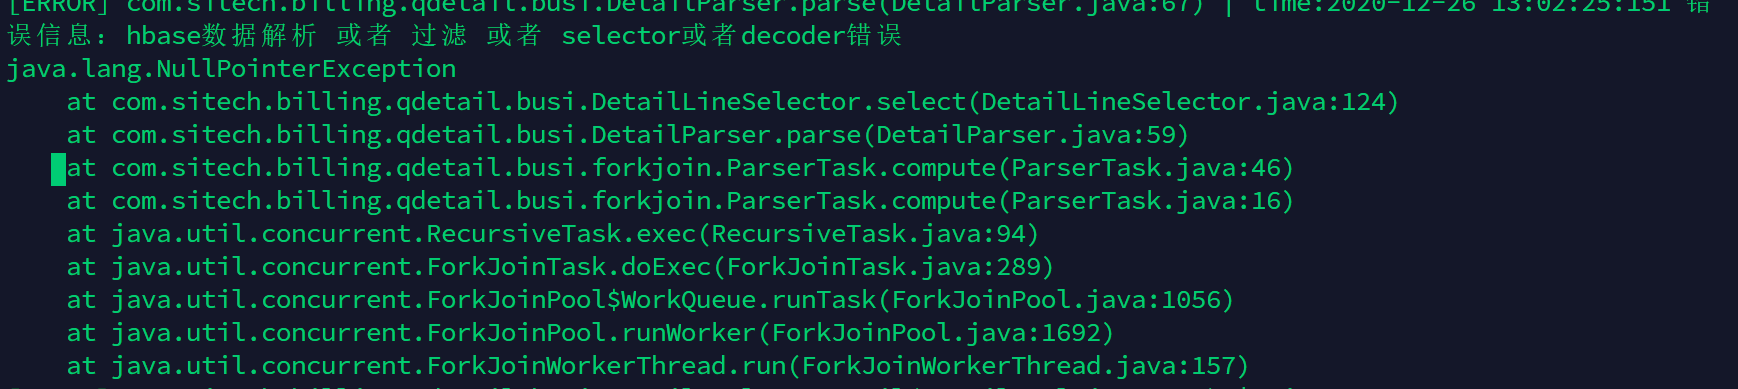 [ERROR] com.sitech.billing.qdetail.busi.DetailParser.parse(DetailParser.java:67) | time:2020-12-26 13:02:25:151 错
误信息：hbase数据解析 或者 过滤 或者 selector或者decoder错误
java.lang.NullPointerException
    at com.sitech.billing.qdetail.busi.DetailLineSelector.select(DetailLineSelector.java:124)
    at com.sitech.billing.qdetail.busi.DetailParser.parse(DetailParser.java:59)
    at com.sitech.billing.qdetail.busi.forkjoin.ParserTask.compute(ParserTask.java:46)
    at com.sitech.billing.qdetail.busi.forkjoin.ParserTask.compute(ParserTask.java:16)
    at java.util.concurrent.RecursiveTask.exec(RecursiveTask.java:94)
    at java.util.concurrent.ForkJoinTask.doExec(ForkJoinTask.java:289)
    at java.util.concurrent.ForkJoinPool$WorkQueue.runTask(ForkJoinPool.java:1056)
    at java.util.concurrent.ForkJoinPool.runWorker(ForkJoinPool.java:1692)
    at java.util.concurrent.ForkJoinWorkerThread.run(ForkJoinWorkerThread.java:157)